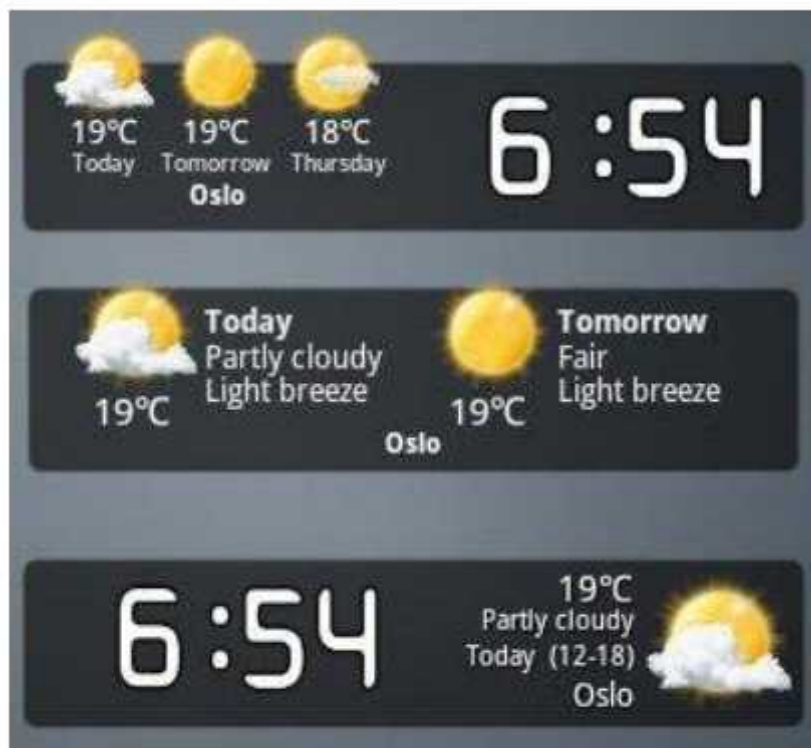 19°C 19°C 18°C
Today Tomorrow Thursday
Oslo
6:54
Today
Partly cloudy
Light breeze
19°C
Tomorrow
Fair
Light breeze
19°C
Oslo
6:54
19°C
Partly cloudy
Today (12-18)
Oslo